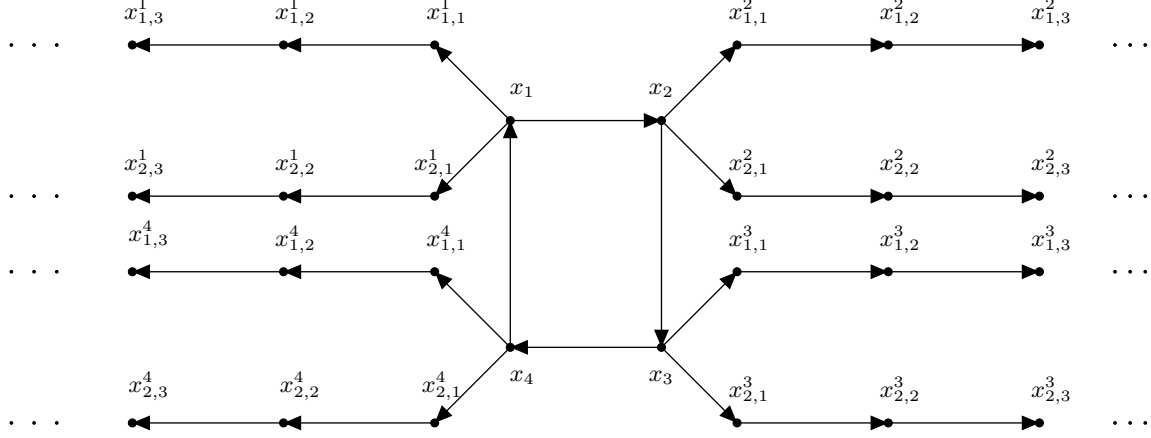 x^1_{1,3} x^1_{1,2} x^1_{1,1} x^2_{1,1} x^2_{1,2} x^2_{1,3}
. . . . . .
x_1 x_2
x^1_{2,3} x^1_{2,2} x^1_{2,1} x^2_{2,1} x^2_{2,2} x^2_{2,3}
. . . . . .
x^4_{1,3} x^4_{1,2} x^4_{1,1} x^3_{1,1} x^3_{1,2} x^3_{1,3}
. . . . . .
x_4 x_3
x^4_{2,3} x^4_{2,2} x^4_{2,1} x^3_{2,1} x^3_{2,2} x^3_{2,3}
. . . . . .